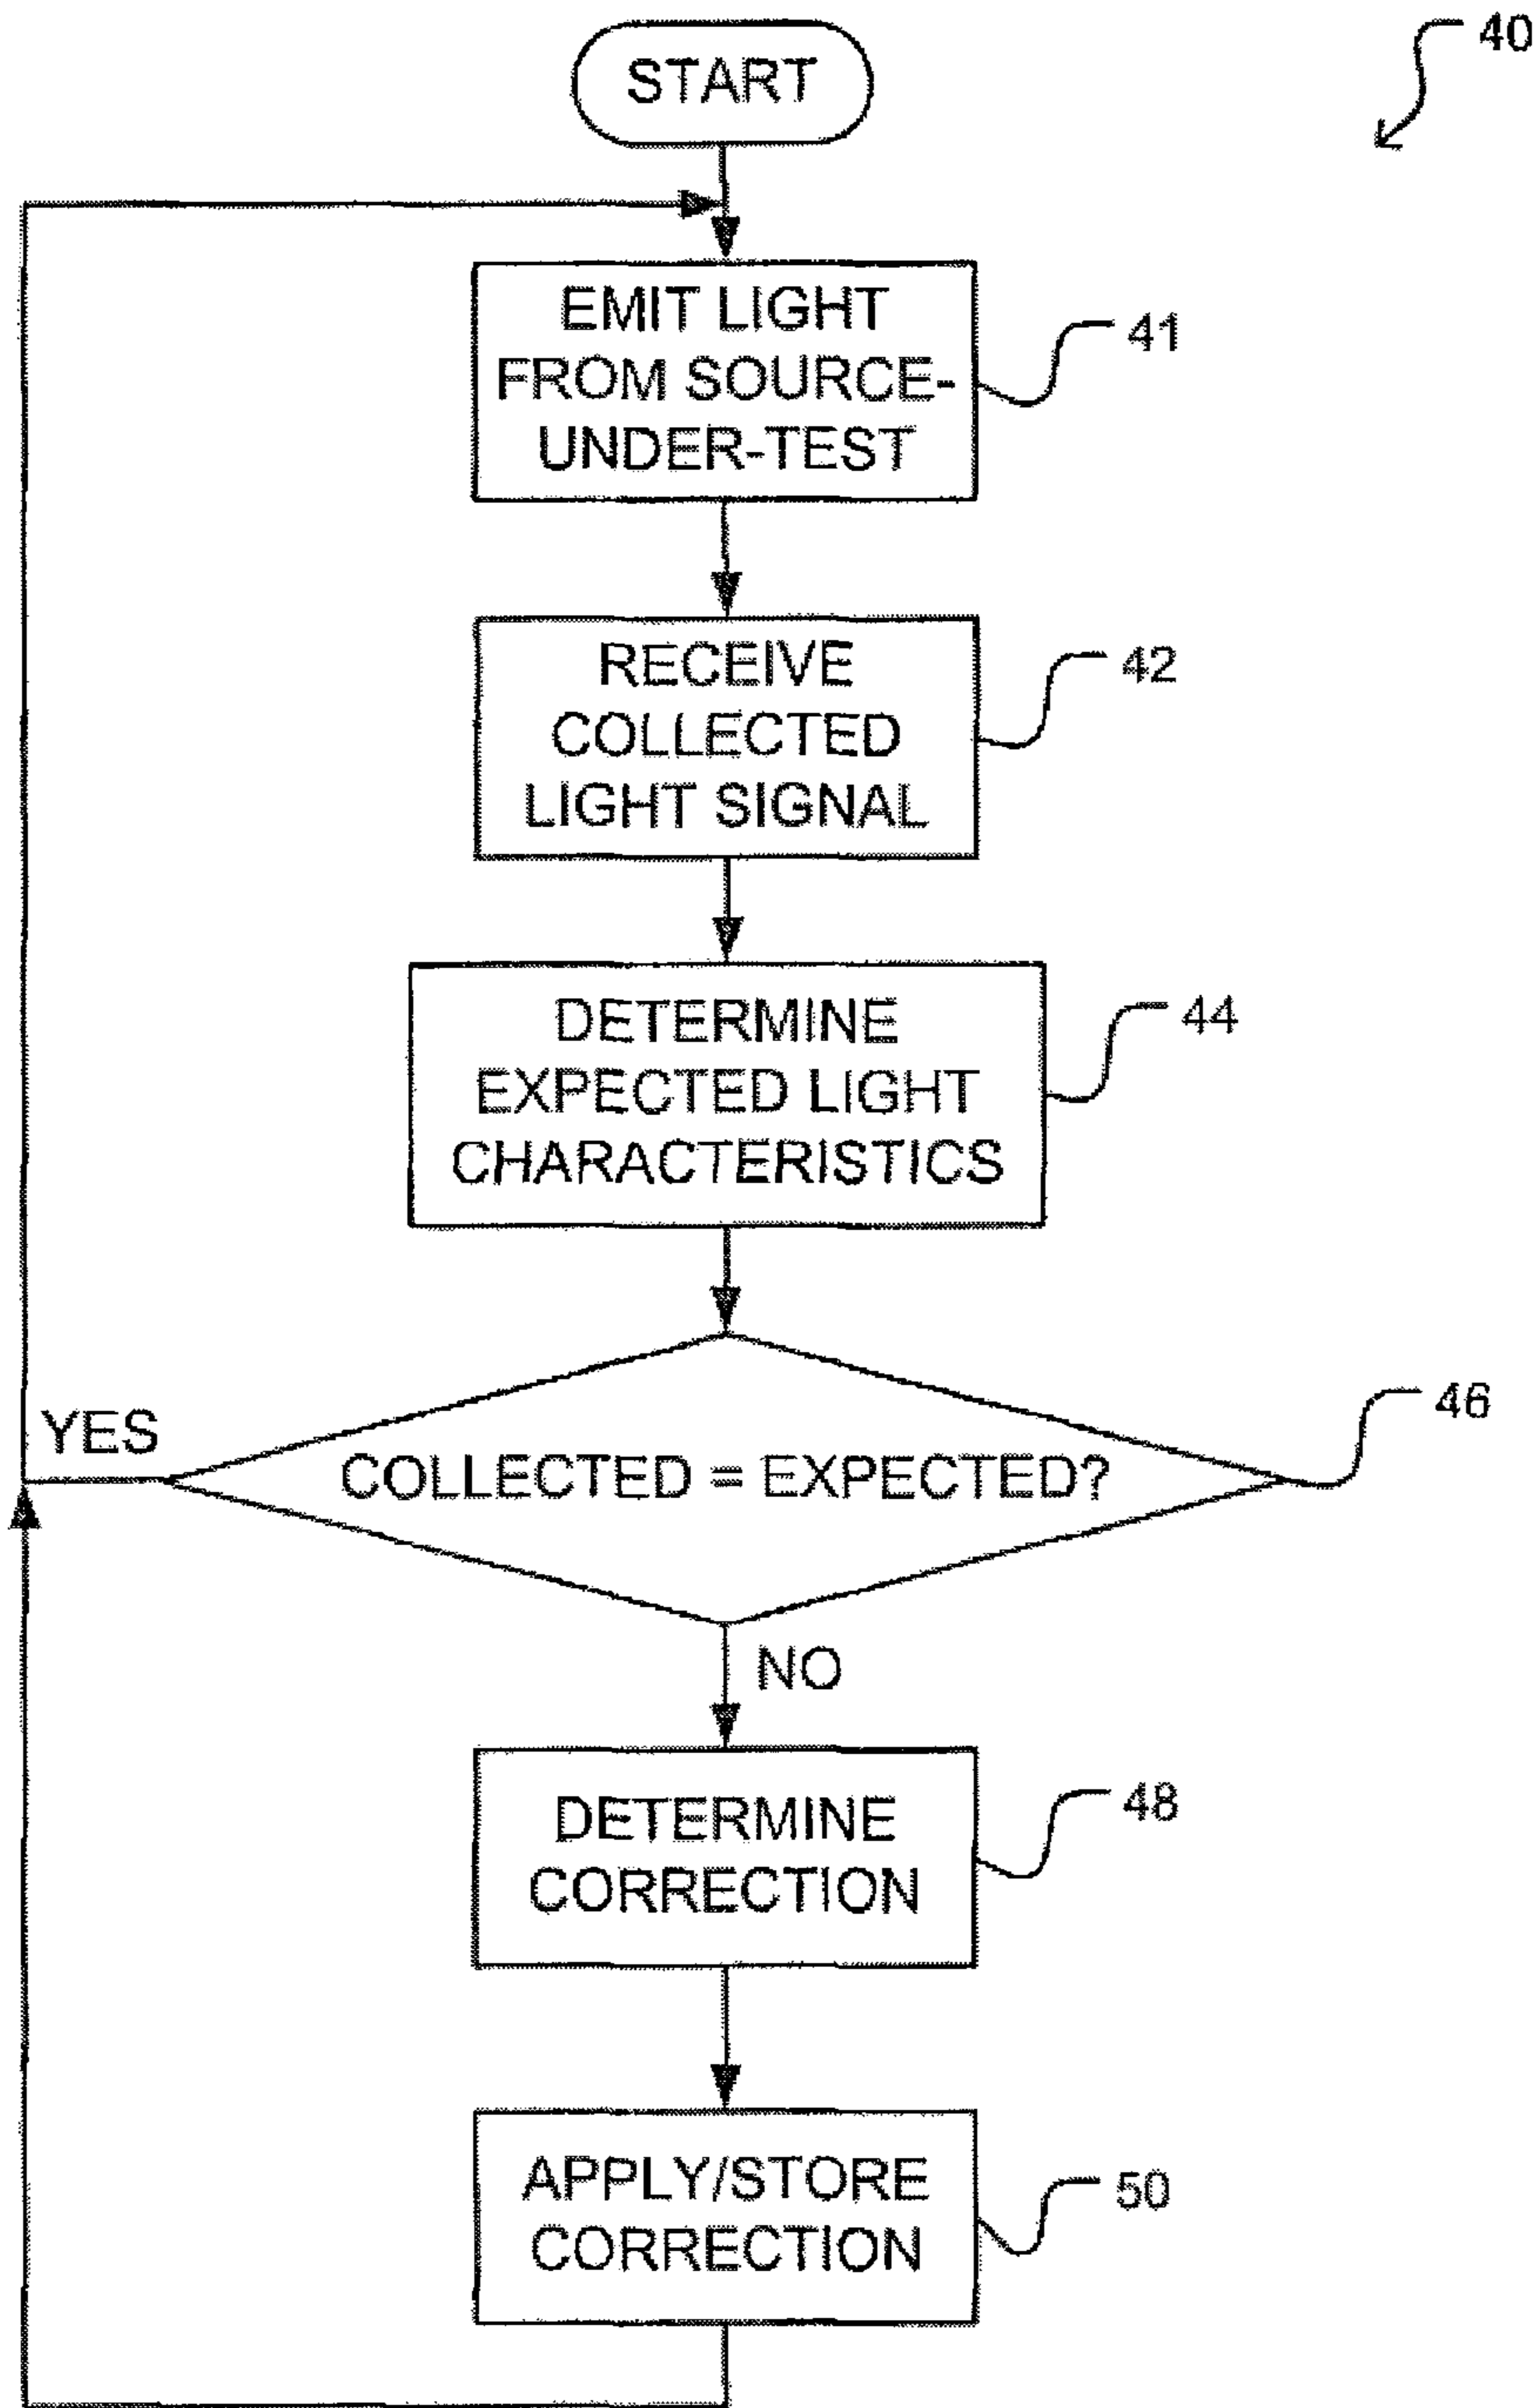 40
START
EMIT LIGHT
FROM SOURCE-
UNDER-TEST
41
RECEIVE
COLLECTED
LIGHT SIGNAL
42
DETERMINE
EXPECTED LIGHT
CHARACTERISTICS
44
YES
COLLECTED = EXPECTED?
46
NO
DETERMINE
CORRECTION
48
APPLY/STORE
CORRECTION
50